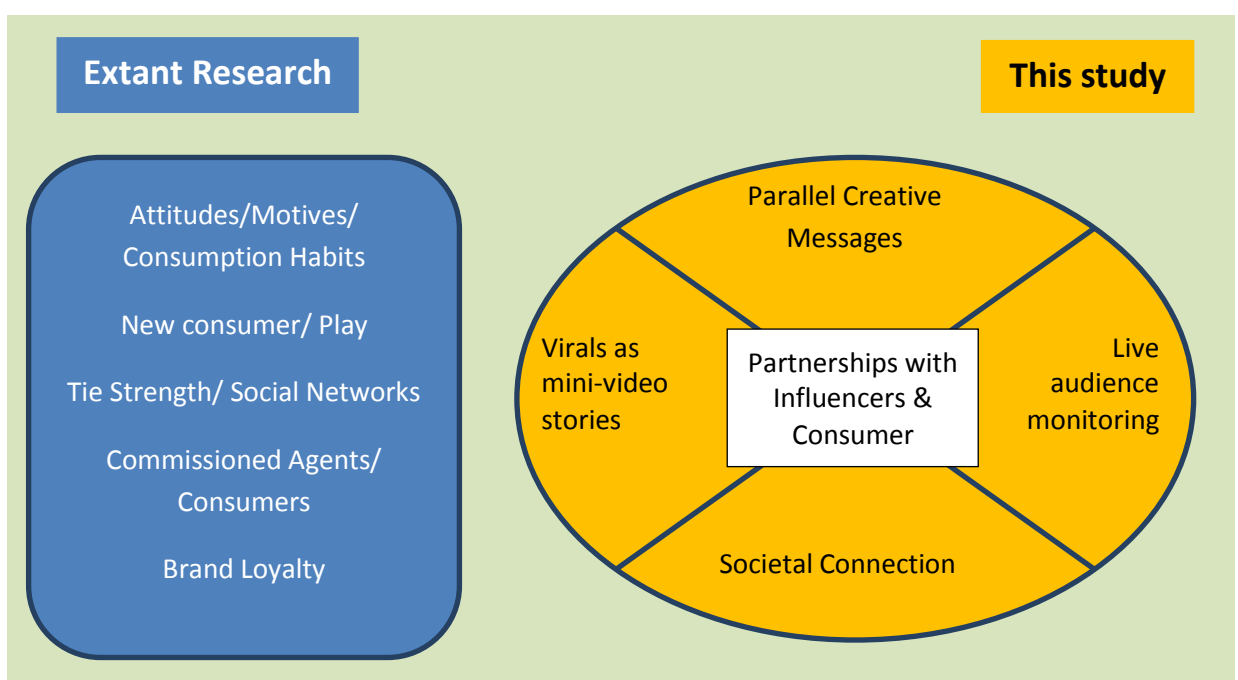 Extant Research
This study
Attitudes/Motives/
Consumption Habits
New consumer/ Play
Tie Strength/ Social Networks
Commissioned Agents/
Consumers
Brand Loyalty
Parallel Creative
Messages
Virals as
mini-video
stories
Partnerships with
Influencers &
Consumer
Live
audience
monitoring
Societal Connection